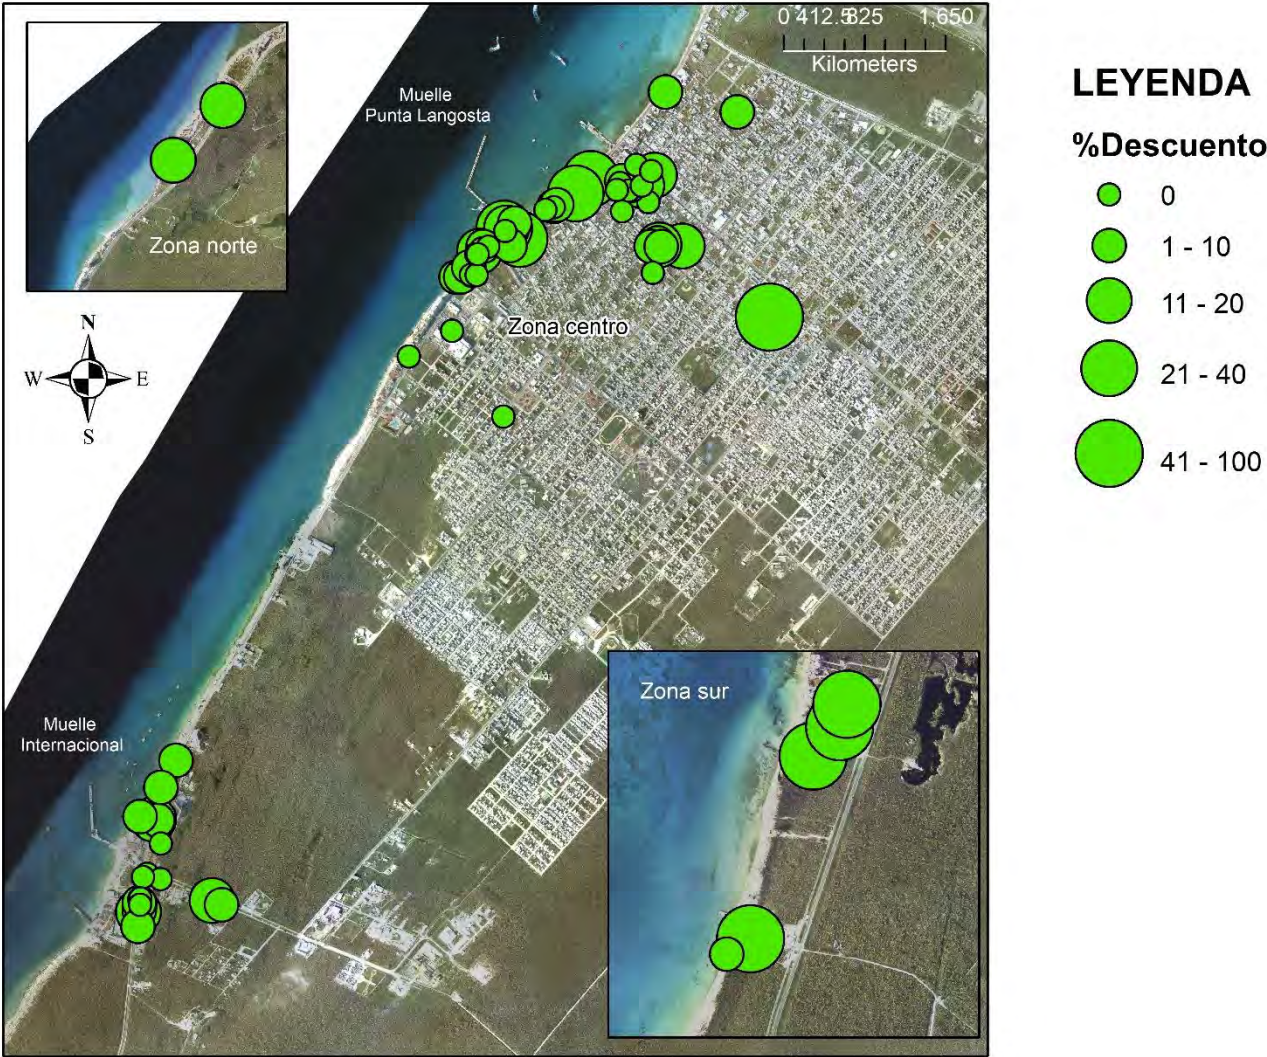 0 412.5 825 1,650
Kilometers
Muelle
Punta Langosta
Zona norte
N
W E
S
Zona centro
Muelle
Internacional
Zona sur
LEYENDA
%Descuento
0
1 - 10
11 - 20
21 - 40
41 - 100